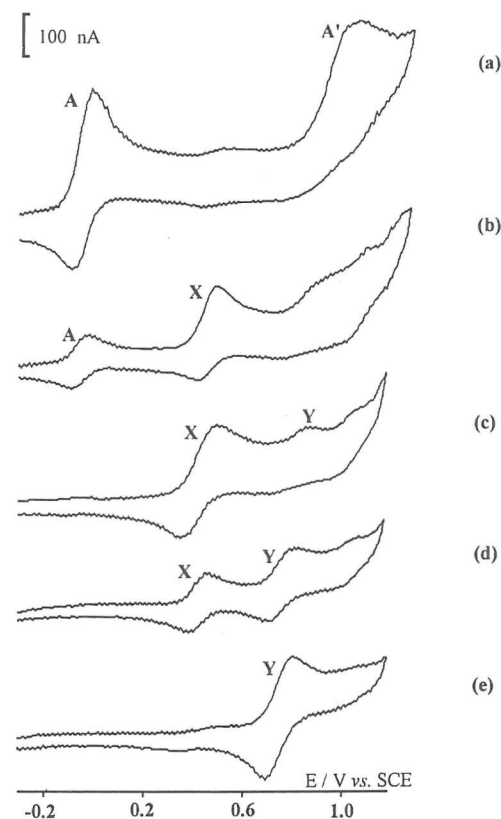 100 nA
A'
(a)
A
(b)
X
A
(c)
X
Y
(d)
X
Y
(e)
Y
E / V vs. SCE
-0.2 0.2 0.6 1.0